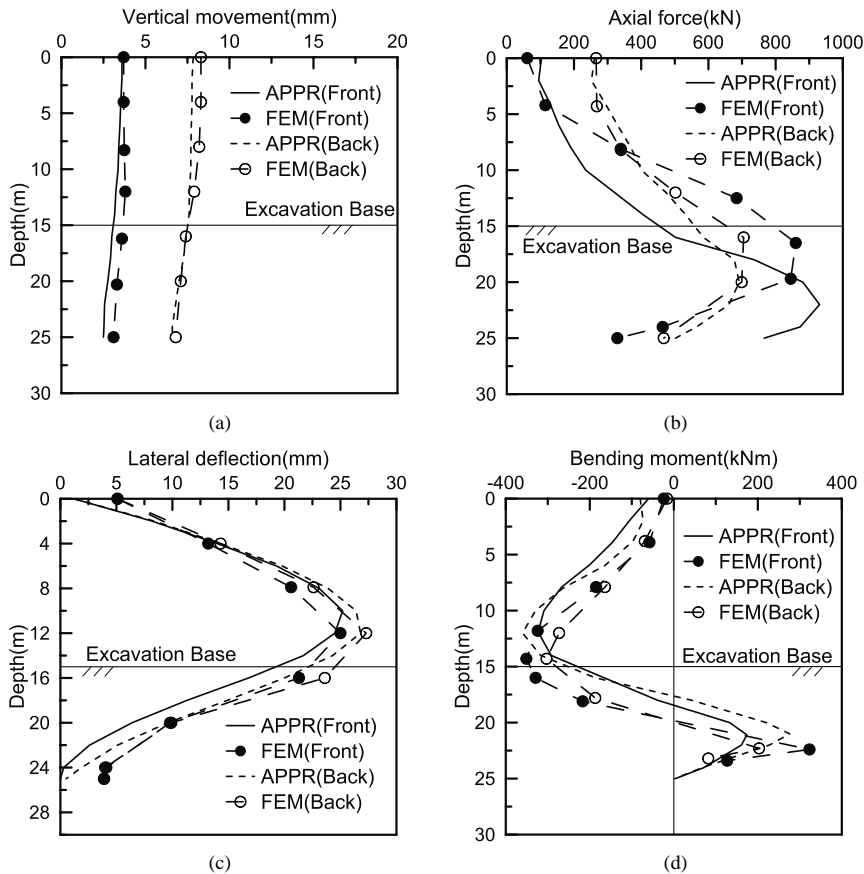 Vertical movement(mm)
0 5 10 15 20
0
5
10
15
20
25
30
Depth(m)
APPR(Front)
FEM(Front)
APPR(Back)
FEM(Back)
Excavation Base
(a)
Axial force(kN)
0 200 400 600 800 1000
0
5
10
15
20
25
30
Depth(m)
APPR(Front)
FEM(Front)
APPR(Back)
FEM(Back)
Excavation Base
(b)
Lateral deflection(mm)
0 5 10 15 20 25 30
0
4
8
12
16
20
24
28
Depth(m)
Excavation Base
APPR(Front)
FEM(Front)
APPR(Back)
FEM(Back)
(c)
Bending moment(kNm)
-400 -200 0 200 400
0
5
10
15
20
25
30
Depth(m)
APPR(Front)
FEM(Front)
APPR(Back)
FEM(Back)
Excavation Base
(d)